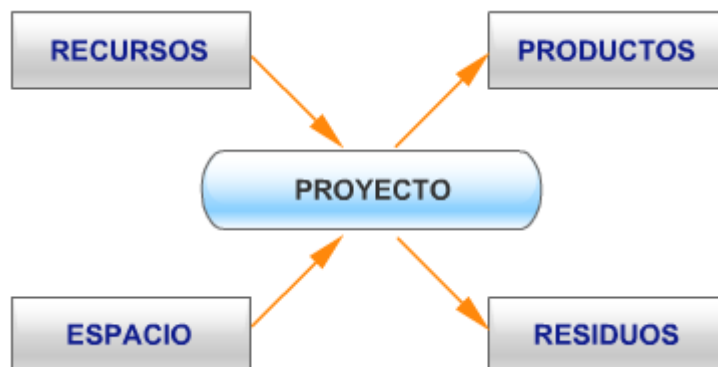 RECURSOS
PRODUCTOS
PROYECTO
ESPACIO
RESIDUOS